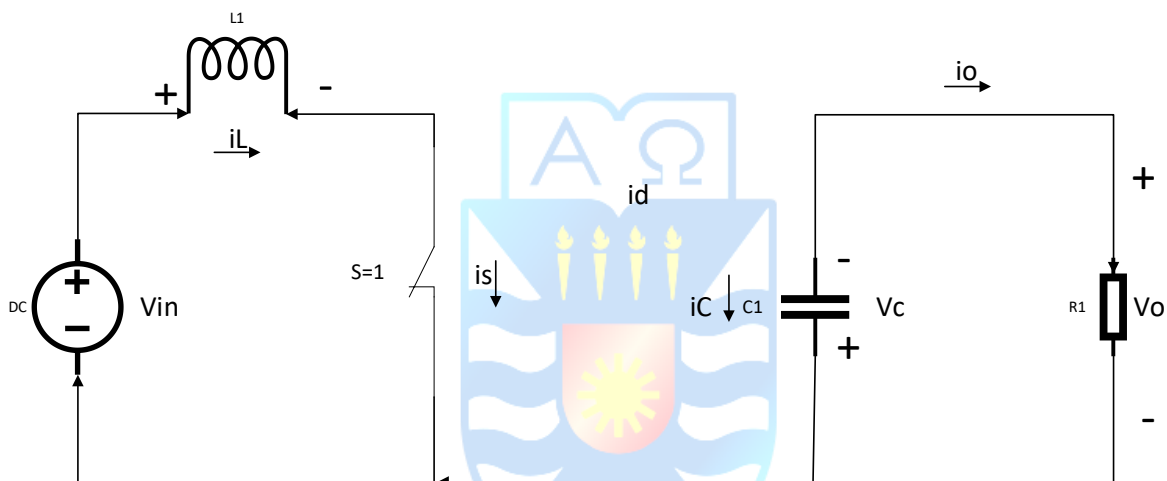 L1
+
-
iL
DC
+
-
Vin
S=1
is
id
Α Ω
iC
C1
-
+
Vc
io
R1
+
-
Vo